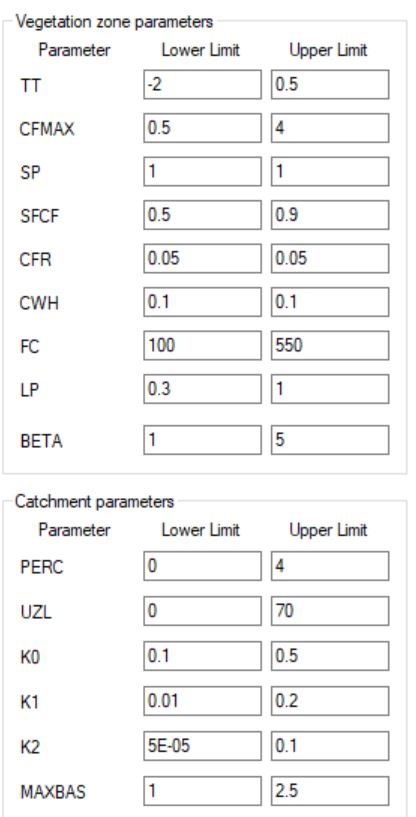 Vegetation zone parameters
Parameter Lower Limit Upper Limit
TT -2 0.5
CFMAX 0.5 4
SP 1 1
SFCF 0.5 0.9
CFR 0.05 0.05
CWH 0.1 0.1
FC 100 550
LP 0.3 1
BETA 1 5
Catchment parameters
Parameter Lower Limit Upper Limit
PERC 0 4
UZL 0 70
K0 0.1 0.5
K1 0.01 0.2
K2 5E-05 0.1
MAXBAS 1 2.5